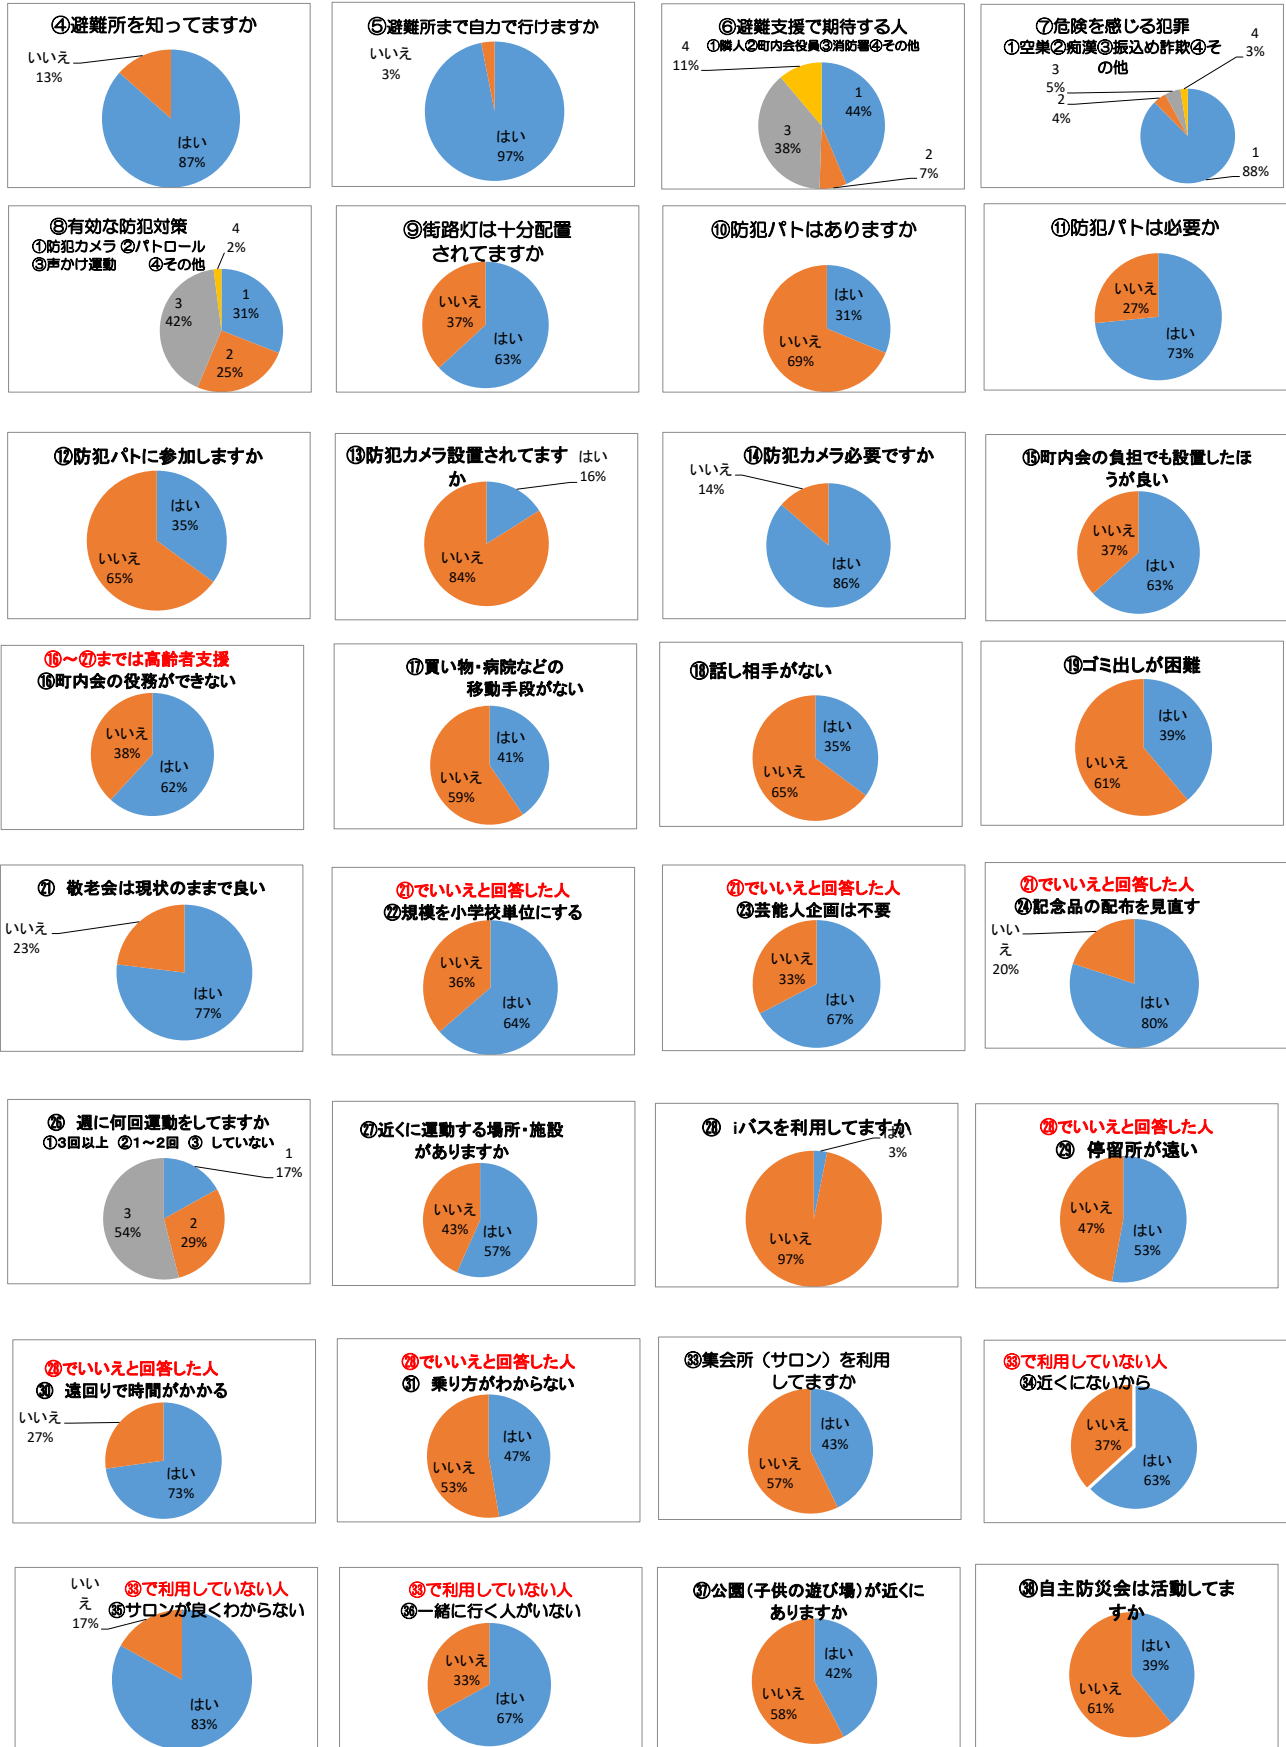 ④避難所を知ってますか
いいえ
13%
はい
87%
⑤避難所まで自力で行けますか
いいえ
3%
はい
97%
⑥避難支援で期待する人
①隣人②町内会役員③消防署④その他
4
11%
1
44%
3
38%
2
7%
⑦危険を感じる犯罪
①空巣②痴漢③振込め詐欺④そ
の他
4
3%
3
5%
2
4%
1
88%
⑧有効な防犯対策
①防犯カメラ ②パトロール
③声かけ運動 ④その他
4
2%
1
31%
3
42%
2
25%
⑨街路灯は十分配置
されてますか
いいえ
37%
はい
63%
⑩防犯パトはありますか
はい
31%
いいえ
69%
⑪防犯パトは必要か
いいえ
27%
はい
73%
⑫防犯パトに参加しますか
はい
35%
いいえ
65%
⑬防犯カメラ設置されてます
か
はい
16%
いいえ
84%
⑭防犯カメラ必要ですか
いいえ
14%
はい
86%
⑮町内会の負担でも設置したほ
うが良い
いいえ
37%
はい
63%
⑯～㉗までは高齢者支援
⑯町内会の役務ができない
いいえ
38%
はい
62%
⑰買い物・病院などの
移動手段がない
はい
41%
いいえ
59%
⑱話し相手がない
はい
35%
いいえ
65%
⑲ゴミ出しが困難
はい
39%
いいえ
61%
㉑ 敬老会は現状のままで良い
いいえ
23%
はい
77%
㉑でいいえと回答した人
㉒規模を小学校単位にする
いいえ
36%
はい
64%
㉑でいいえと回答した人
㉓芸能人企画は不要
いいえ
33%
はい
67%
㉑でいいえと回答した人
㉔記念品の配布を見直す
いい
え
20%
はい
80%
㉖ 週に何回運動をしてますか
①3回以上 ②1～2回 ③ していない
1
17%
3
54%
2
29%
㉗近くに運動する場所・施設
がありますか
いいえ
43%
はい
57%
㉘ iバスを利用してますか
はい
3%
いいえ
97%
㉘でいいえと回答した人
㉙ 停留所が遠い
いいえ
47%
はい
53%
㉘でいいえと回答した人
㉚ 遠回りで時間がかかる
いいえ
27%
はい
73%
㉘でいいえと回答した人
㉛ 乗り方がわからない
はい
47%
いいえ
53%
㉝集会所（サロン）を利用
してますか
はい
43%
いいえ
57%
㉝で利用していない人
㉞近くにないから
いいえ
37%
はい
63%
㉝で利用していない人
㉟サロンが良くわからない
いい
え
17%
はい
83%
㉝で利用していない人
㊱一緒に行く人がいない
いいえ
33%
はい
67%
㊲公園(子供の遊び場)が近くに
ありますか
はい
42%
いいえ
58%
㊳自主防災会は活動してま
すか
はい
39%
いいえ
61%